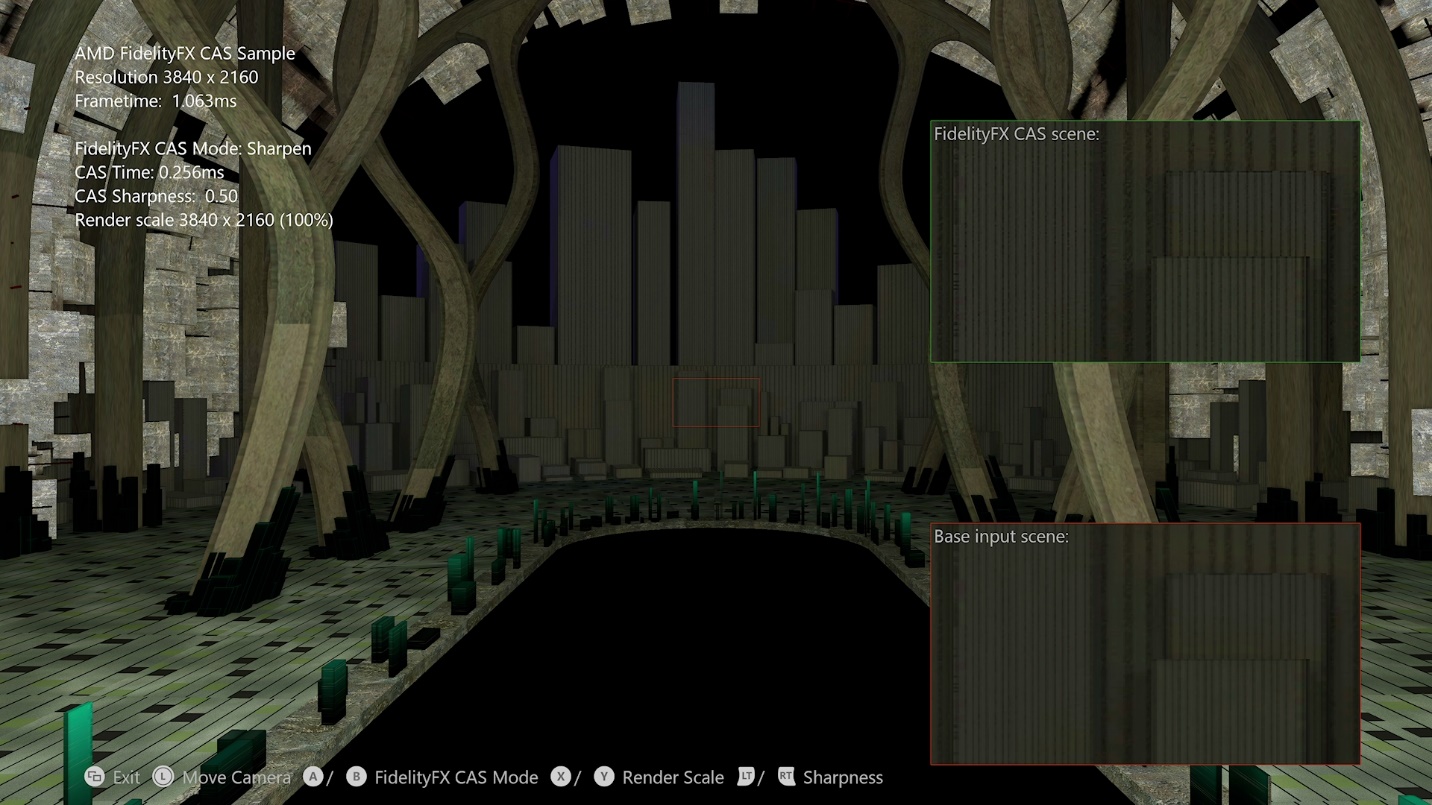 AMD FidelityFX CAS Sample
Resolution 3840 x 2160
Frametime:  1.063ms
FidelityFX CAS Mode: Sharpen
CAS Time: 0.256ms
CAS Sharpness:  0.50
Render scale 3840 x 2160 (100%)
FidelityFX CAS scene:
Base input scene:
Exit L Move Camera A / B FidelityFX CAS Mode X / Y Render Scale LT / RT Sharpness